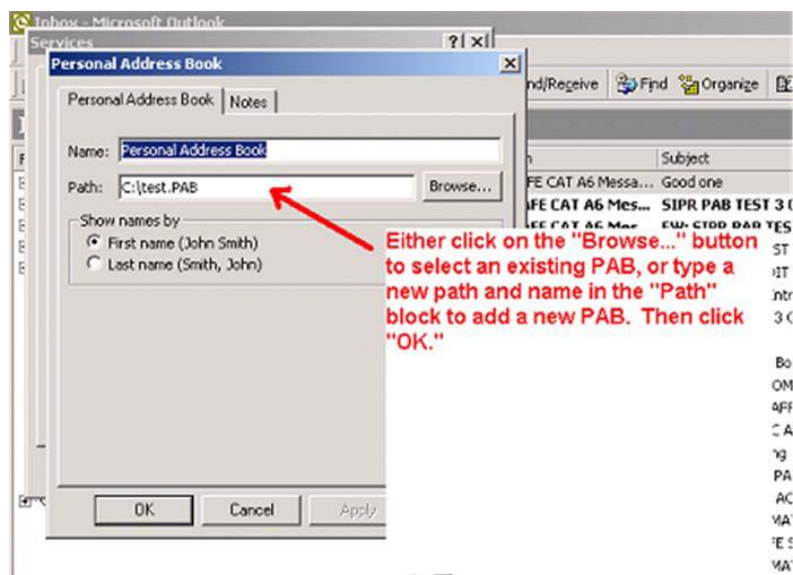 Inbox - Microsoft Outlook
Services
Personal Address Book
nd/Receive Find Organize
Personal Address Book Notes
Name: Personal Address Book
Subject
Path: C:\test.PAB Browse...
FE CAT A6 Messa... Good one
AFE CAT A6 Mes... SIPR PAB TEST 3
Show names by
First name (John Smith)
Last name (Smith, John)
Either click on the "Browse..." button
to select an existing PAB, or type a
new path and name in the "Path"
block to add a new PAB. Then click
"OK."
OK Cancel Apply